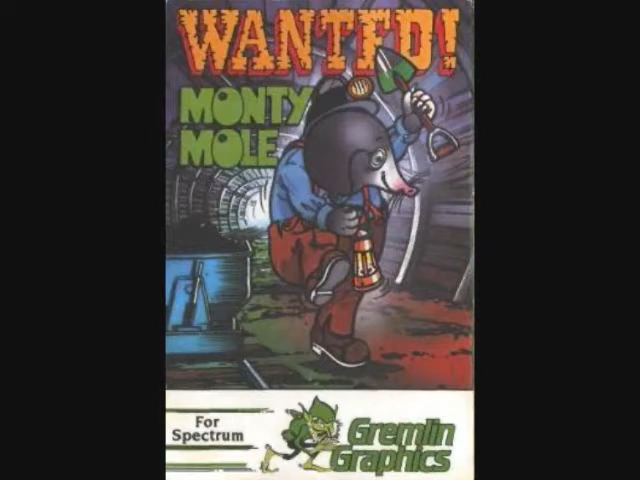 WANTED!
MONTY
MOLE
For
Spectrum
Gremlin
Graphics